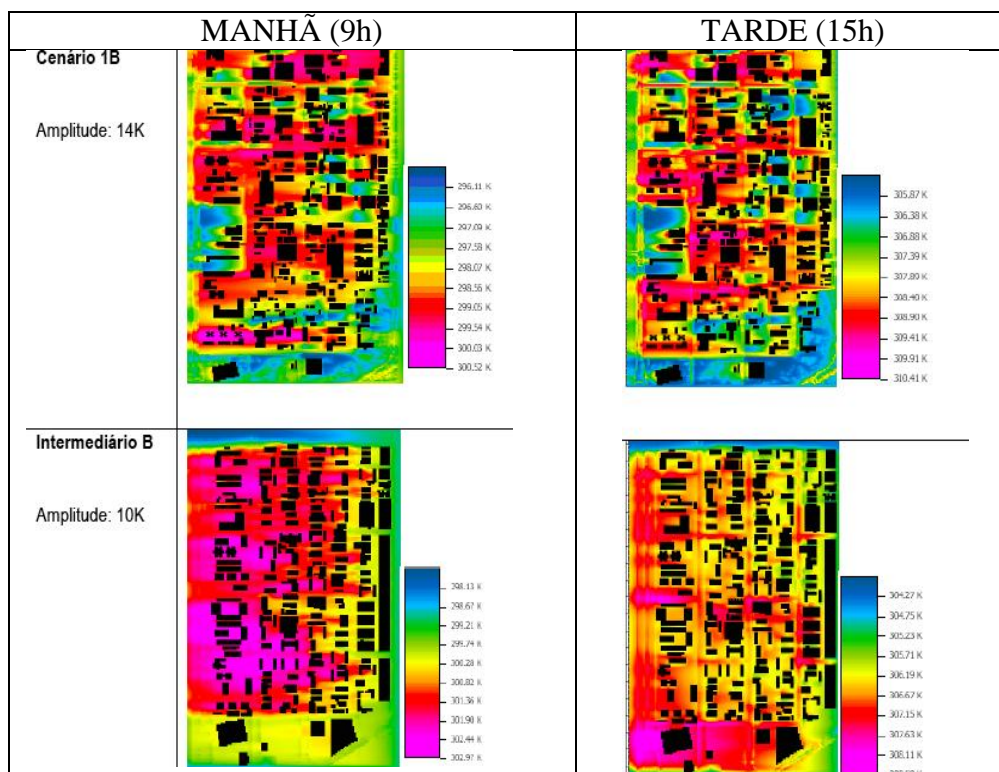 MANHÃ (9h)
TARDE (15h)
Cenário 1B
Amplitude: 14K
296.11 K
296.60 K
297.09 K
297.58 K
298.07 K
298.56 K
299.05 K
299.54 K
300.03 K
300.52 K
305.87 K
306.38 K
306.88 K
307.39 K
307.89 K
308.40 K
308.90 K
309.41 K
309.91 K
310.41 K
Intermediário B
Amplitude: 10K
298.13 K
298.67 K
299.21 K
299.74 K
300.28 K
300.82 K
301.36 K
301.90 K
302.44 K
302.97 K
304.27 K
304.75 K
305.23 K
305.71 K
306.19 K
306.67 K
307.15 K
307.63 K
308.11 K